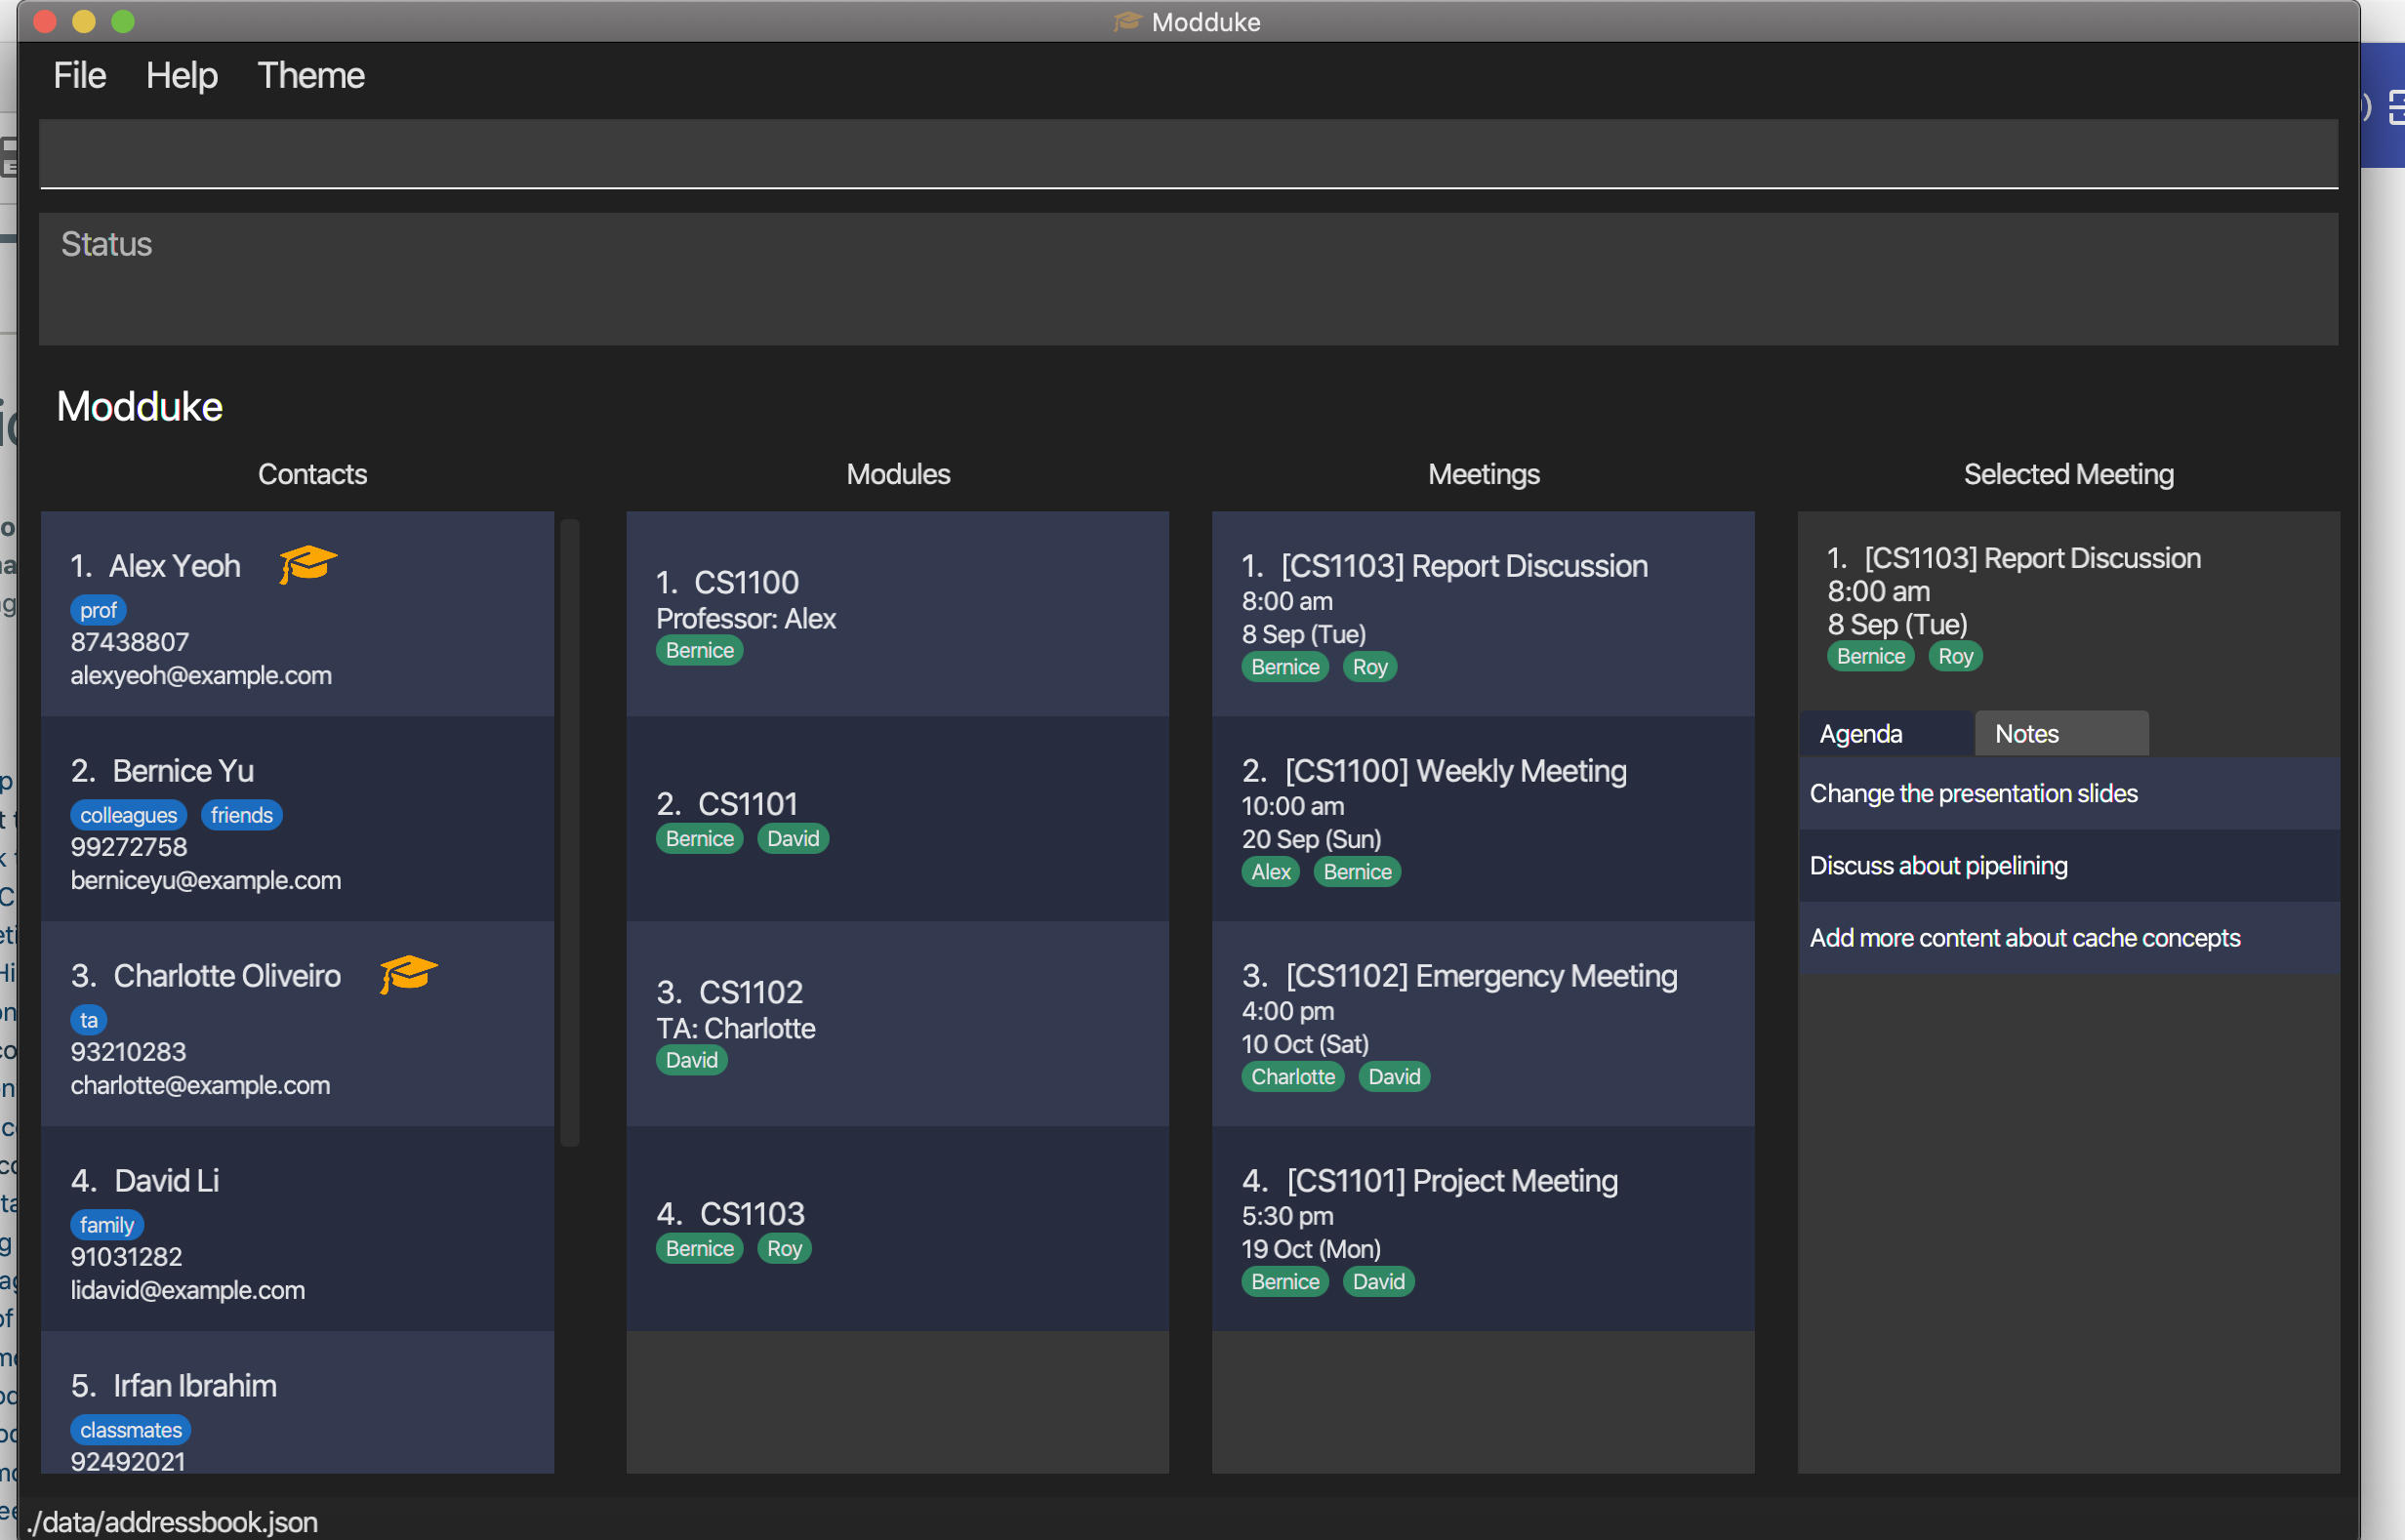 Modduke
File Help Theme
Status
Modduke
Contacts
1. Alex Yeoh
prof
87438807
alexyeoh@example.com
2. Bernice Yu
colleagues friends
99272758
berniceyu@example.com
3. Charlotte Oliveiro
ta
93210283
charlotte@example.com
4. David Li
family
91031282
lidavid@example.com
5. Irfan Ibrahim
classmates
92492021
Modules
1. CS1100
Professor: Alex
Bernice
2. CS1101
Bernice David
3. CS1102
TA: Charlotte
David
4. CS1103
Bernice Roy
Meetings
1. [CS1103] Report Discussion
8:00 am
8 Sep (Tue)
Bernice Roy
2. [CS1100] Weekly Meeting
10:00 am
20 Sep (Sun)
Alex Bernice
3. [CS1102] Emergency Meeting
4:00 pm
10 Oct (Sat)
Charlotte David
4. [CS1101] Project Meeting
5:30 pm
19 Oct (Mon)
Bernice David
Selected Meeting
1. [CS1103] Report Discussion
8:00 am
8 Sep (Tue)
Bernice Roy
Agenda Notes
Change the presentation slides
Discuss about pipelining
Add more content about cache concepts
./data/addressbook.json